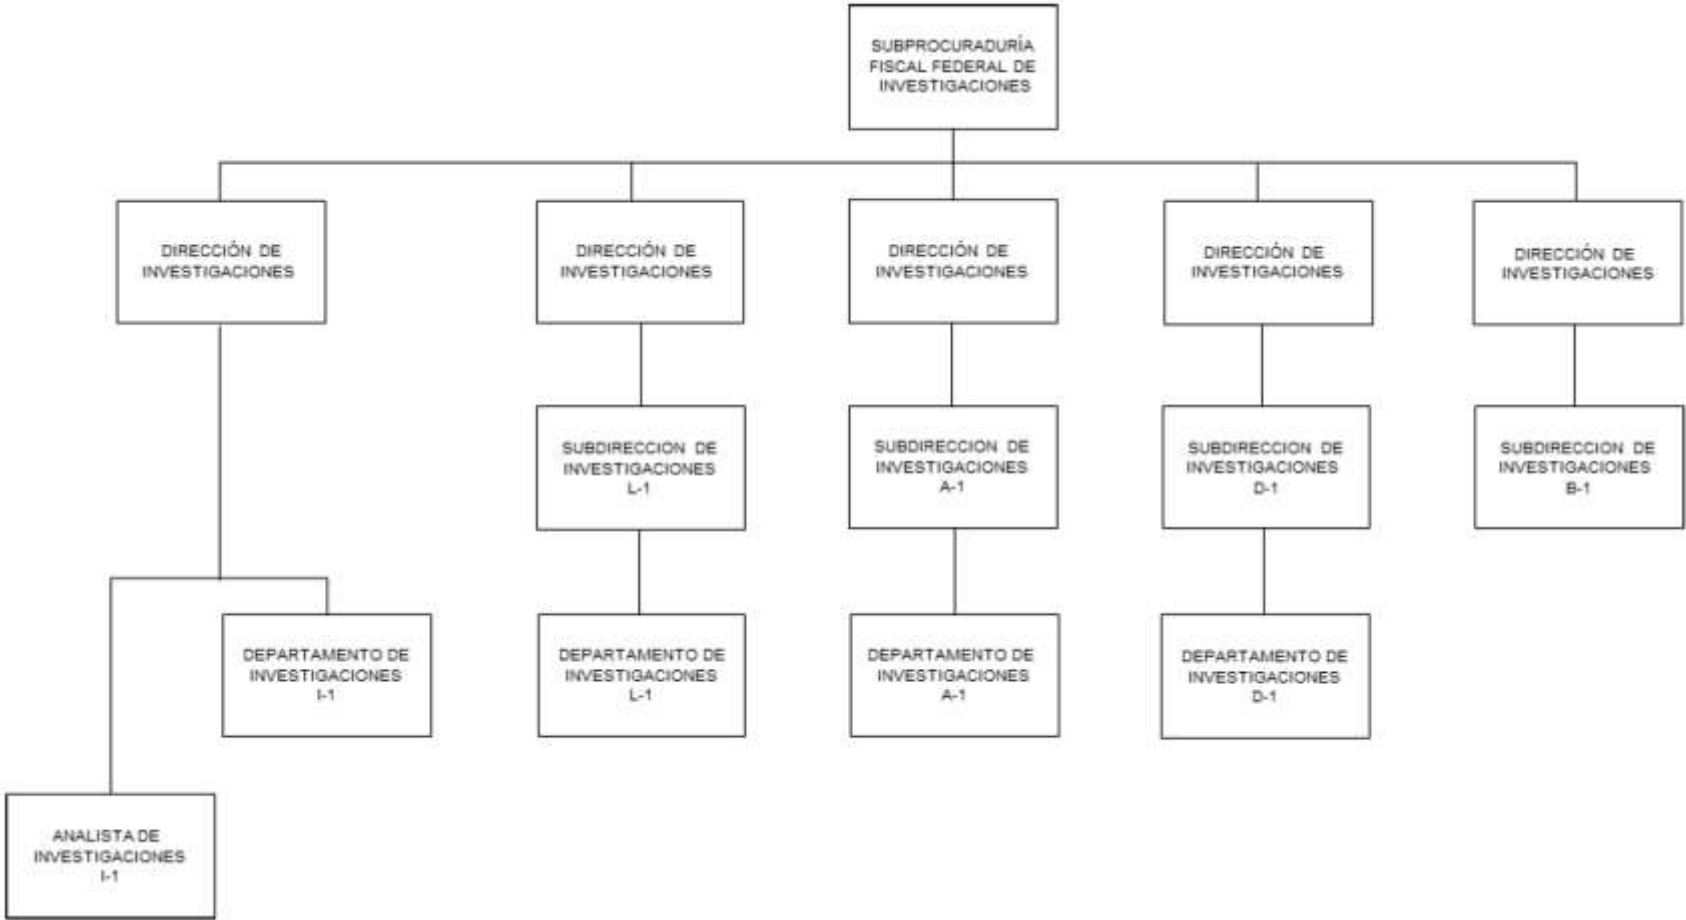 SUBPROCURADURÍA
FISCAL FEDERAL DE
INVESTIGACIONES
DIRECCIÓN DE
INVESTIGACIONES
DIRECCIÓN DE
INVESTIGACIONES
DIRECCIÓN DE
INVESTIGACIONES
DIRECCIÓN DE
INVESTIGACIONES
DIRECCIÓN DE
INVESTIGACIONES
SUBDIRECCION DE
INVESTIGACIONES
L-1
SUBDIRECCION DE
INVESTIGACIONES
A-1
SUBDIRECCION DE
INVESTIGACIONES
D-1
SUBDIRECCION DE
INVESTIGACIONES
B-1
DEPARTAMENTO DE
INVESTIGACIONES
I-1
DEPARTAMENTO DE
INVESTIGACIONES
L-1
DEPARTAMENTO DE
INVESTIGACIONES
A-1
DEPARTAMENTO DE
INVESTIGACIONES
D-1
ANALISTA DE
INVESTIGACIONES
I-1